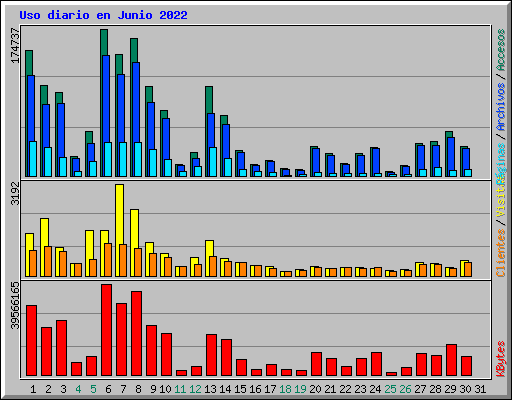 Uso diario en Junio 2022
174737
3192
39566165
Clientes / Visitas
Páginas / Archivos / Accesos
KBytes
1 2 3 4 5 6 7 8 9 10 11 12 13 14 15 16 17 18 19 20 21 22 23 24 25 26 27 28 29 30 31